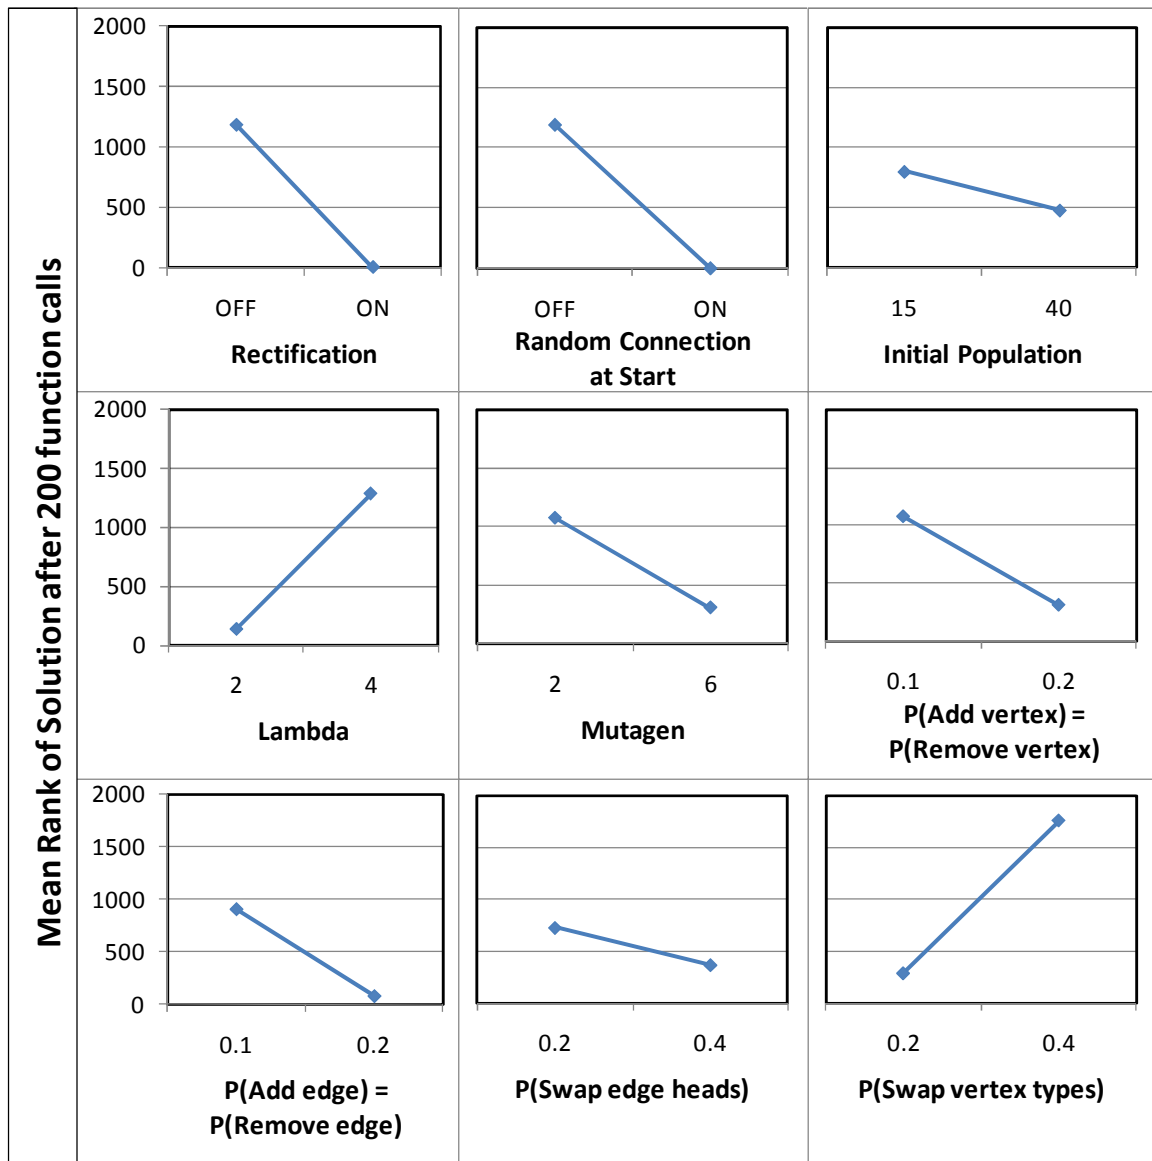 Mean Rank of Solution after 200 function calls
2000
1500
1000
500
0
OFF ON
Rectification
OFF ON
Random Connection
at Start
15 40
Initial Population
2000
1500
1000
500
0
2 4
Lambda
2 6
Mutagen
0.1 0.2
P(Add vertex) =
P(Remove vertex)
2000
1500
1000
500
0
0.1 0.2
P(Add edge) =
P(Remove edge)
0.2 0.4
P(Swap edge heads)
0.2 0.4
P(Swap vertex types)